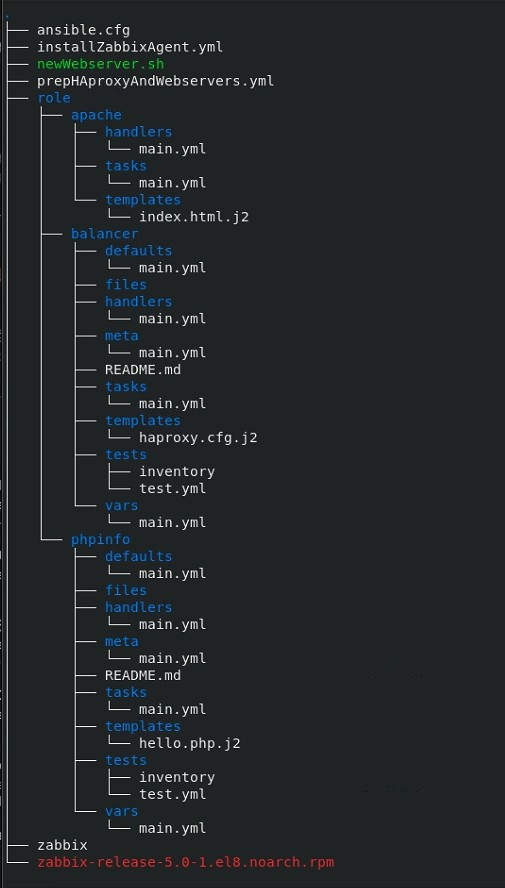 .
├── ansible.cfg
├── installZabbixAgent.yml
├── newWebserver.sh
├── prepHAproxyAndWebservers.yml
├── role
│   ├── apache
│   │   ├── handlers
│   │   │   └── main.yml
│   │   ├── tasks
│   │   │   └── main.yml
│   │   └── templates
│   │       └── index.html.j2
│   ├── balancer
│   │   ├── defaults
│   │   │   └── main.yml
│   │   ├── files
│   │   ├── handlers
│   │   │   └── main.yml
│   │   ├── meta
│   │   │   └── main.yml
│   │   ├── README.md
│   │   ├── tasks
│   │   │   └── main.yml
│   │   ├── templates
│   │   │   └── haproxy.cfg.j2
│   │   ├── tests
│   │   │   ├── inventory
│   │   │   └── test.yml
│   │   └── vars
│   │       └── main.yml
│   └── phpinfo
│       ├── defaults
│       │   └── main.yml
│       ├── files
│       ├── handlers
│       │   └── main.yml
│       ├── meta
│       │   └── main.yml
│       ├── README.md
│       ├── tasks
│       │   └── main.yml
│       ├── templates
│       │   └── hello.php.j2
│       ├── tests
│       │   ├── inventory
│       │   └── test.yml
│       └── vars
│           └── main.yml
├── zabbix
└── zabbix-release-5.0-1.el8.noarch.rpm